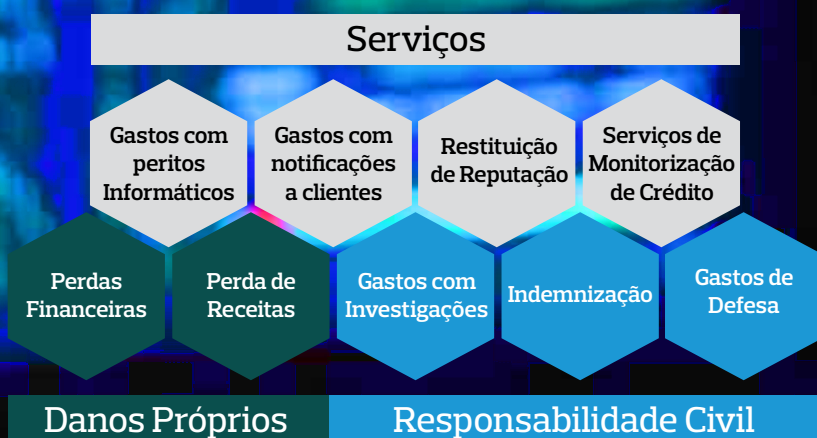 Serviços
Gastos com
peritos
Informáticos
Gastos com
notificações
a clientes
Restituição
de Reputação
Serviços de
Monitorização
de Crédito
Perdas
Financeiras
Perda de
Receitas
Gastos com
Investigações
Indemnização
Gastos de
Defesa
Danos Próprios
Responsabilidade Civil